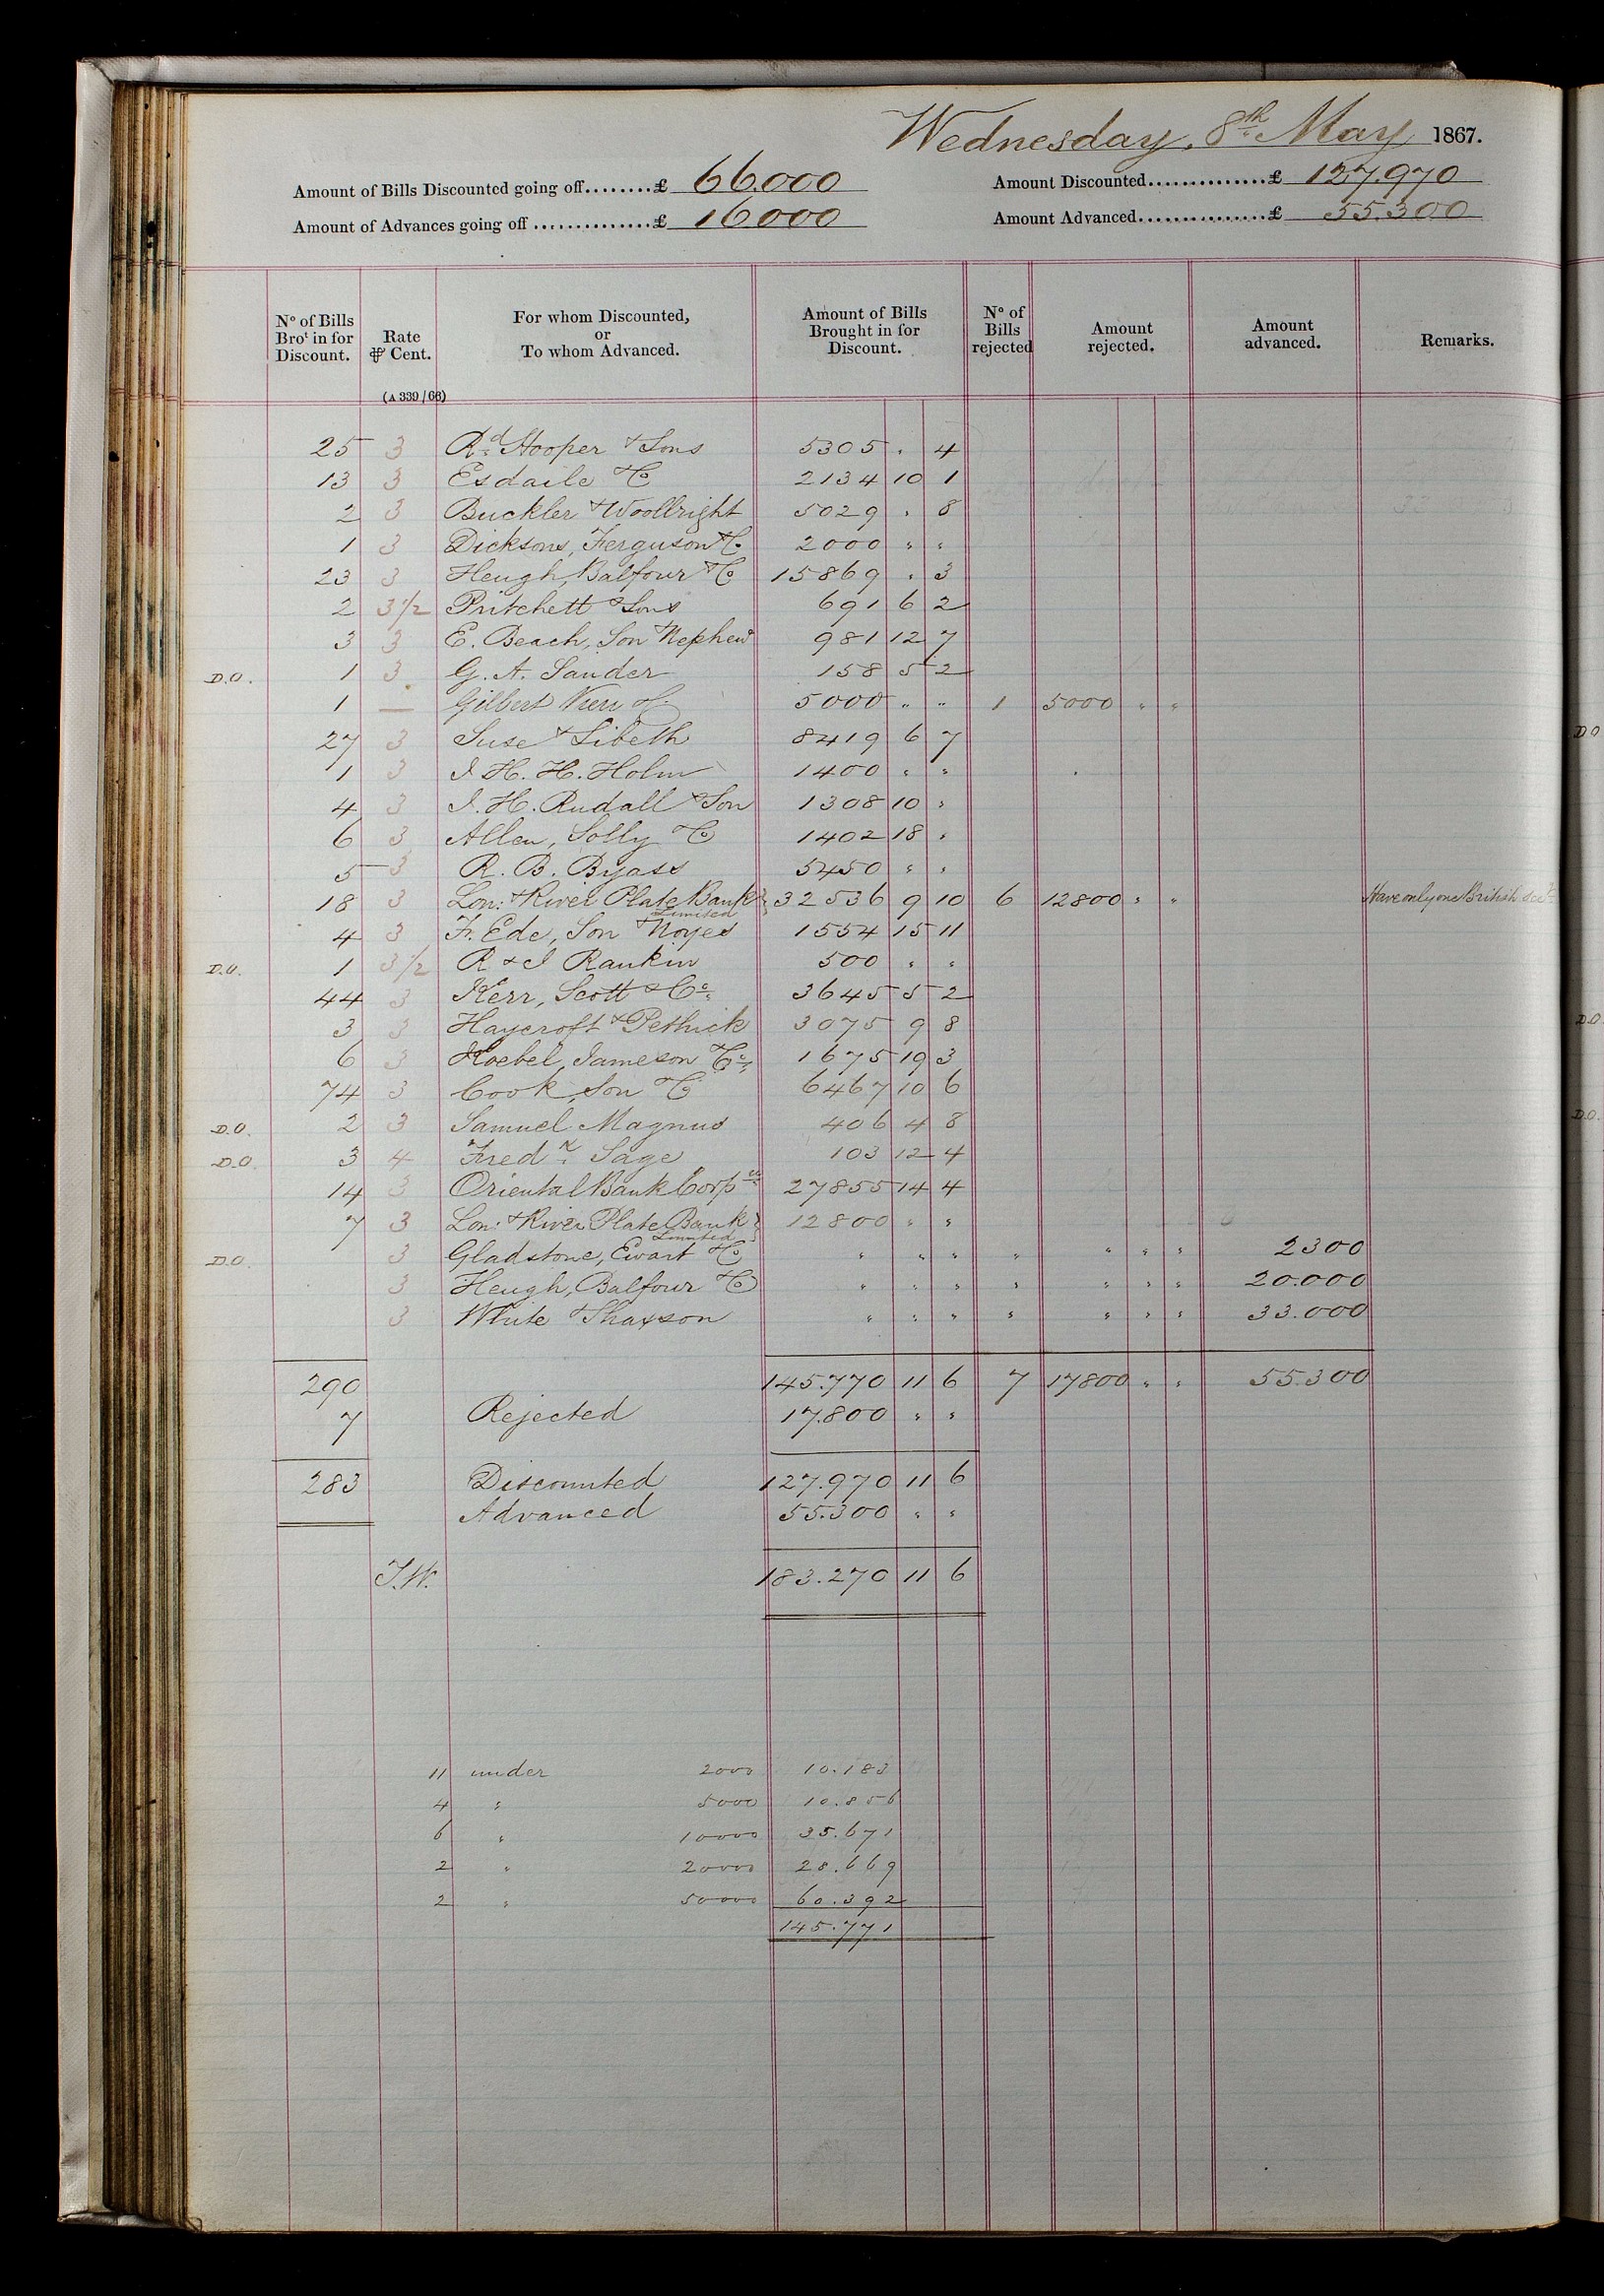 Wednesday, 8th May 1867.
Amount of Bills Discounted going off........£ 66.000 Amount Discounted..............£ 127.970
Amount of Advances going off ..............£ 16.000 Amount Advanced...............£ 55.300
No of Bills Brot in for Discount. Rate ⅌ Cent. For whom Discounted, or To whom Advanced. Amount of Bills Brought in for Discount. No of Bills rejected Amount rejected. Amount advanced. Remarks.
(A 339/66)
25 3 Rd Hooper & Sons 5305 " 4
13 3 Esdaile & Co 2134 10 1
2 3 Buckler & Woollright 5029 " 8
1 3 Dicksons, Ferguson & Co 2000 " "
23 3 Heugh, Balfour & Co 15869 " 3
2 3½ Pritchett & Sons 691 6 2
3 3 E. Beach, Son & Nephew 981 12 7
D.O. 1 3 G. A. Sander 158 5 2
1 — Gilbert 5000 " " 1 5000 " "
27 3 Suse & Sibeth 8419 6 7
1 3 J. H. H. Holm 1400 " "
4 3 J. H. Rudall & Son 1308 10 "
6 3 Allen, Solly & Co 1402 18 "
5 3 R. B. Byass 5450 " "
18 3 Lon: & River Plate Bank Limited } 32536 9 10 6 12800 " " Have only one British
4 3 Fr. Ede, Son & Noyes 1554 15 11
D.O. 1 3½ R & J Rankin 500 " "
44 3 Kerr, Scott & Co. 3645 5 2
3 3 Haycroft & Pethick 3075 9 8
6 3 Koebel, Jameson & Co. 1675 19 3
74 3 Cook, Son & Co 6467 10 6
D.O. 2 3 Samuel Magnus 406 4 8
D.O. 3 4 Fredk. Sage 103 12 4
14 3 Oriental Bank Corpon 27855 14 4
7 3 Lon: & River Plate Bank Limited } 12800 " "
D.O. 3 Gladstone, Ewart & Co " " " " " " " 2300
3 Heugh, Balfour & Co " " " " " " " 20.000
3 White & Shaxson " " " " " " " 33.000
290 145.770 11 6 7 17800 " " 55.300
7 Rejected 17.800 " "
283 Discounted 127.970 11 6
Advanced 55.300 " "
J.W. 183.270 11 6
11 under 2000 10.183
4 " 5000 10.856
6 " 10000 35.671
2 " 20000 28.669
2 " 50000 60.392
145.771
D.O
D.O
D.O.